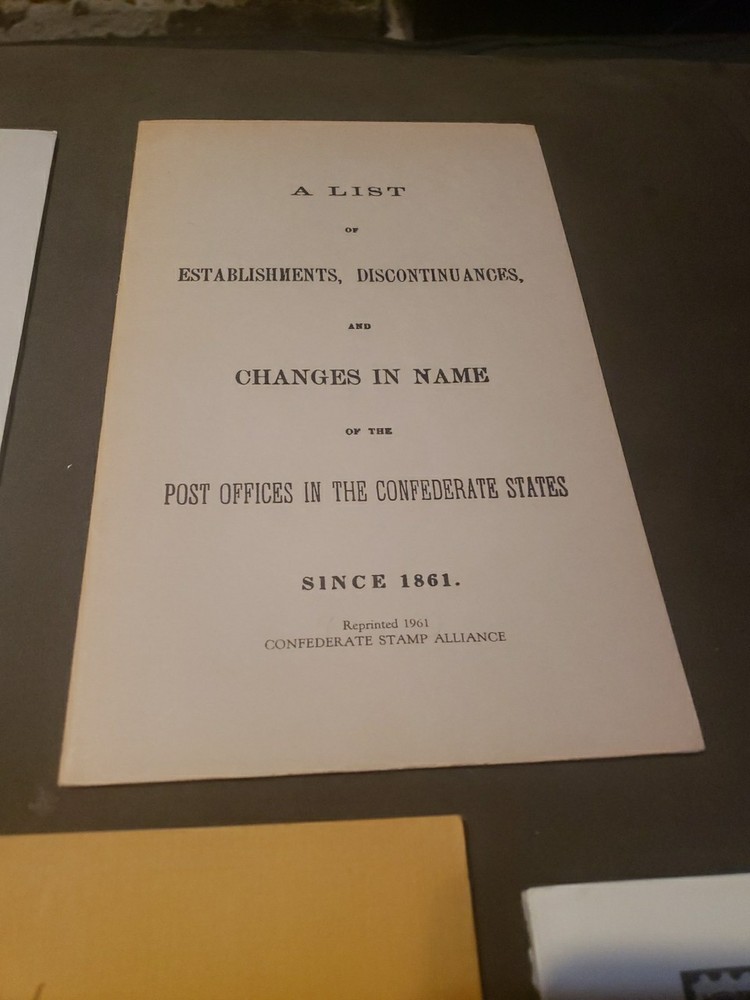 A LIST
OF
ESTABLISHMENTS, DISCONTINUANCES,
AND
CHANGES IN NAME
OF THE
POST OFFICES IN THE CONFEDERATE STATES
SINCE 1861.
Reprinted 1961
CONFEDERATE STAMP ALLIANCE